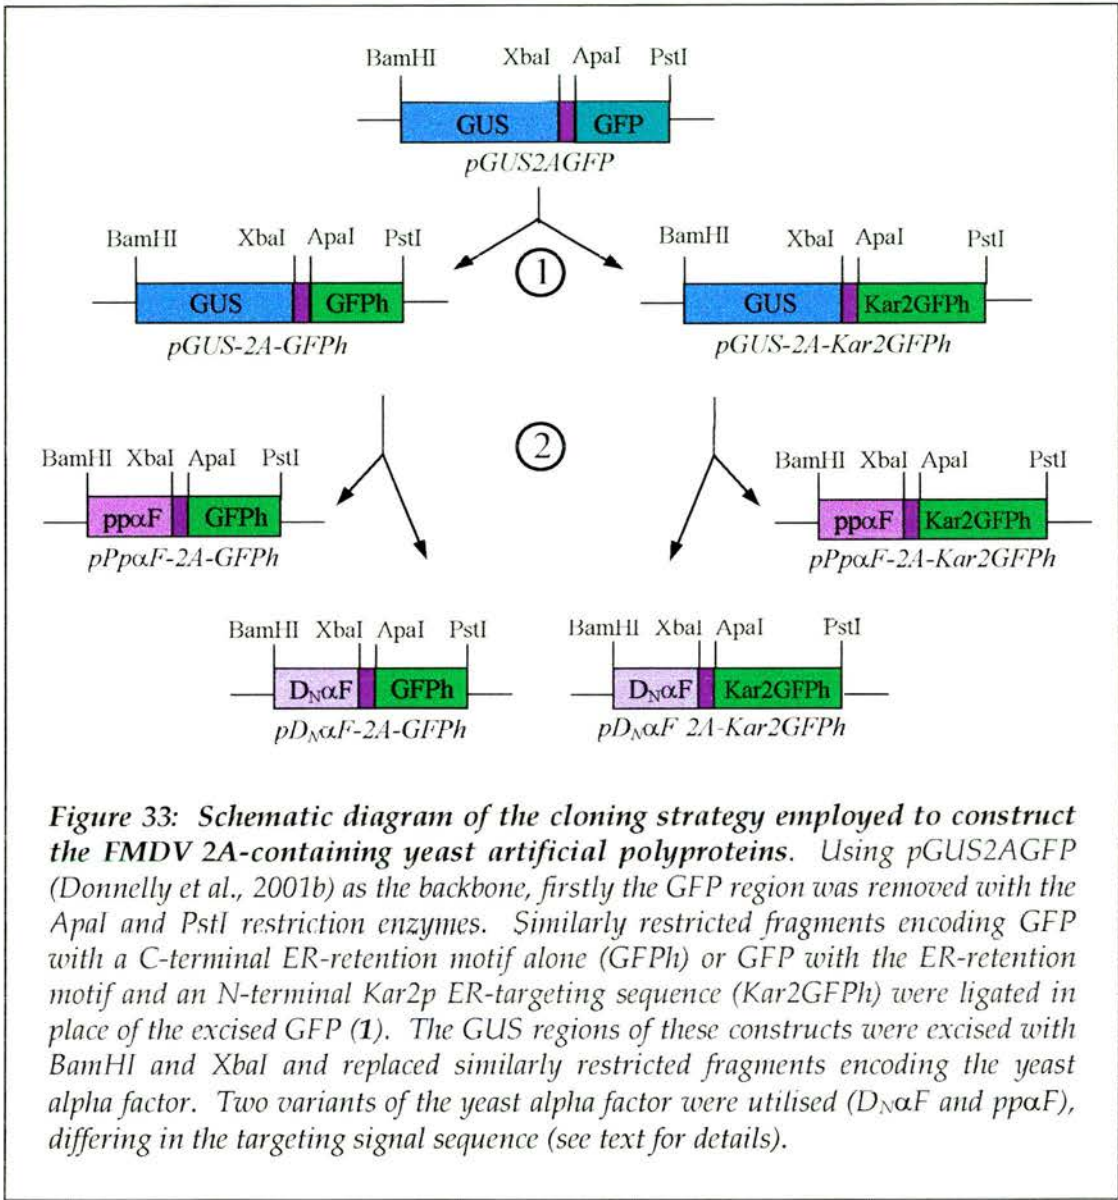 BamHI XbaI ApaI PstI
GUS GFP
pGUS2AGFP
BamHI XbaI ApaI PstI
GUS GFPh
pGUS-2A-GFPh
1
BamHI XbaI ApaI PstI
GUS Kar2GFPh
pGUS-2A-Kar2GFPh
2
BamHI XbaI ApaI PstI
ppαF GFPh
pPpαF-2A-GFPh
BamHI XbaI ApaI PstI
ppαF Kar2GFPh
pPpαF-2A-Kar2GFPh
BamHI XbaI ApaI PstI
DNαF GFPh
pDNαF-2A-GFPh
BamHI XbaI ApaI PstI
DNαF Kar2GFPh
pDNαF 2A-Kar2GFPh
Figure 33: Schematic diagram of the cloning strategy employed to construct
the FMDV 2A-containing yeast artificial polyproteins. Using pGUS2AGFP
(Donnelly et al., 2001b) as the backbone, firstly the GFP region was removed with the
ApaI and PstI restriction enzymes. Similarly restricted fragments encoding GFP
with a C-terminal ER-retention motif alone (GFPh) or GFP with the ER-retention
motif and an N-terminal Kar2p ER-targeting sequence (Kar2GFPh) were ligated in
place of the excised GFP (1). The GUS regions of these constructs were excised with
BamHI and XbaI and replaced similarly restricted fragments encoding the yeast
alpha factor. Two variants of the yeast alpha factor were utilised (DNαF and ppαF),
differing in the targeting signal sequence (see text for details).